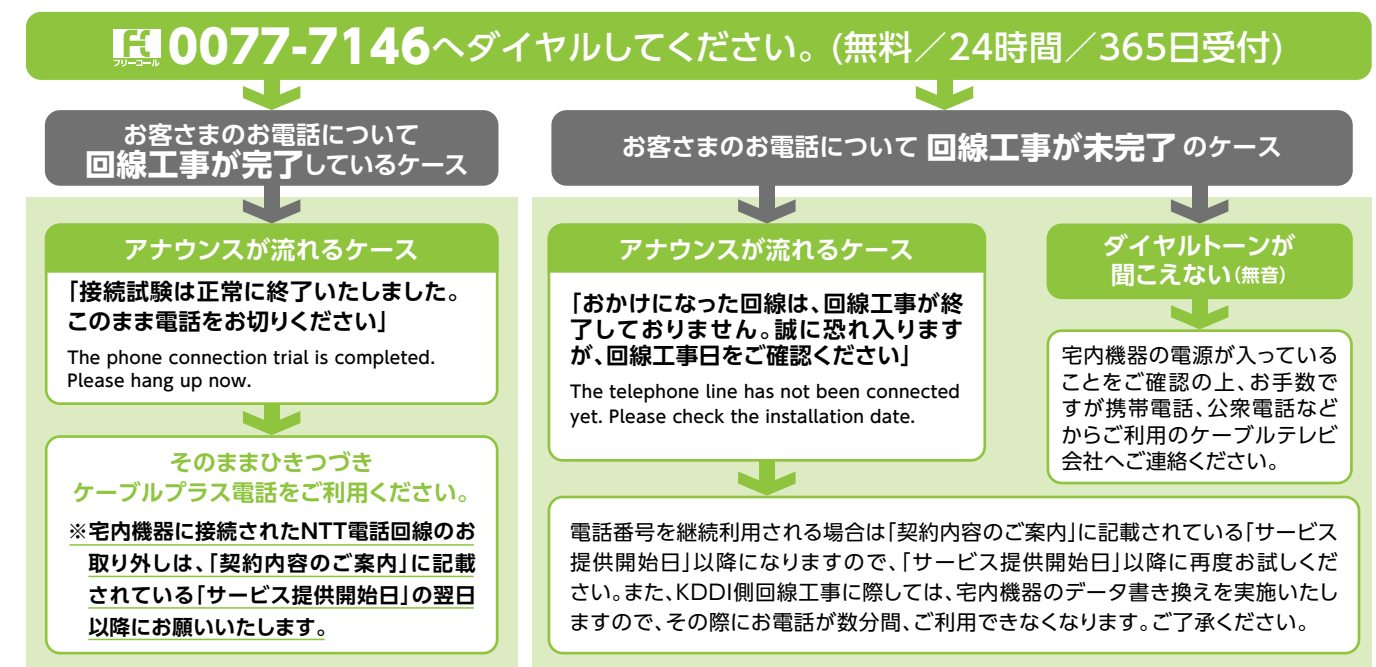 フリーコール
0077-7146へダイヤルしてください。(無料／24時間／365日受付)
お客さまのお電話について
回線工事が完了しているケース
アナウンスが流れるケース
「接続試験は正常に終了いたしました。
このまま電話をお切りください」
The phone connection trial is completed.
Please hang up now.
そのままひきつづき
ケーブルプラス電話をご利用ください。
※宅内機器に接続されたNTT電話回線のお
取り外しは、「契約内容のご案内」に記載
されている「サービス提供開始日」の翌日
以降にお願いいたします。
お客さまのお電話について 回線工事が未完了 のケース
アナウンスが流れるケース
「おかけになった回線は、回線工事が終
了しておりません。誠に恐れ入ります
が、回線工事日をご確認ください」
The telephone line has not been connected
yet. Please check the installation date.
ダイヤルトーンが
聞こえない(無音)
宅内機器の電源が入っている
ことをご確認の上、お手数で
すが携帯電話、公衆電話など
からご利用のケーブルテレビ
会社へご連絡ください。
電話番号を継続利用される場合は「契約内容のご案内」に記載されている「サービス
提供開始日」以降になりますので、「サービス提供開始日」以降に再度お試しくだ
さい。また、KDDI側回線工事に際しては、宅内機器のデータ書き換えを実施いたし
ますので、その際にお電話が数分間、ご利用できなくなります。ご了承ください。